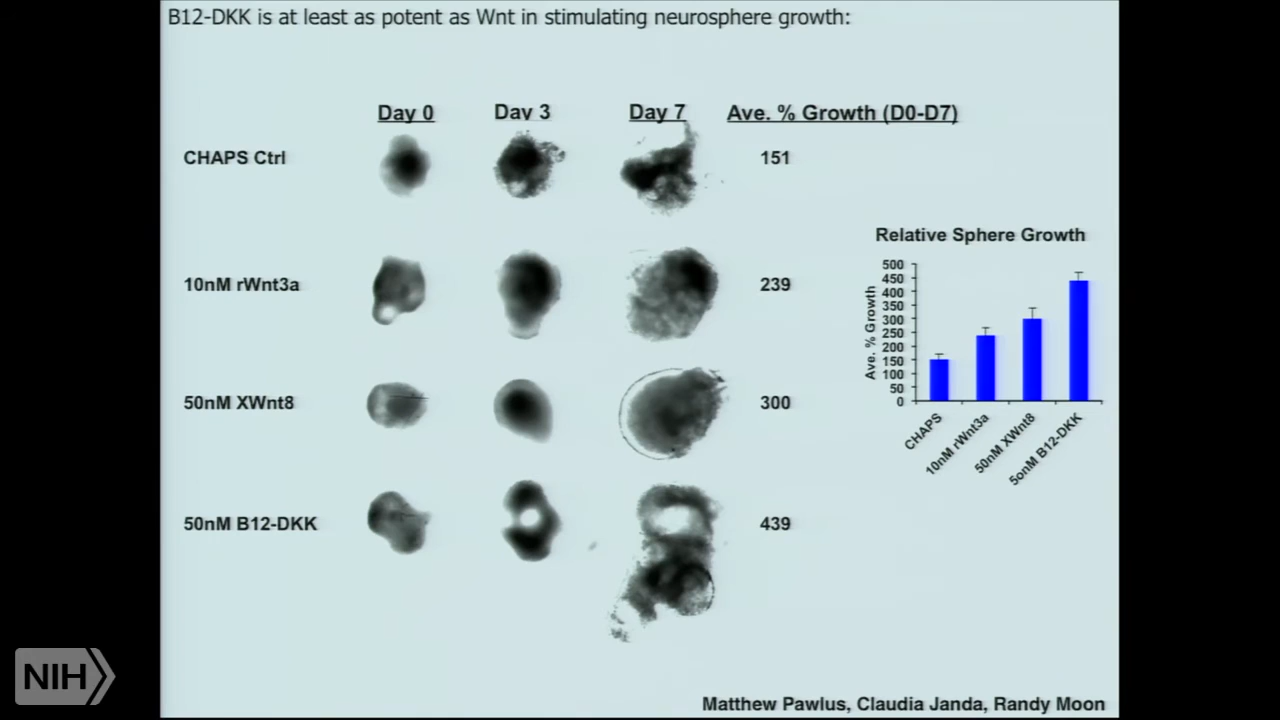 B12-DKK is at least as potent as Wnt in stimulating neurosphere growth:
Day 0 Day 3 Day 7 Ave. % Growth (D0-D7)
CHAPS Ctrl 151
10nM rWnt3a 239
50nM XWnt8 300
50nM B12-DKK 439
Relative Sphere Growth
Ave. % Growth
500
450
400
350
300
250
200
150
100
50
0
CHAPS
10nM rWnt3a
50nM XWnt8
5onM B12-DKK
NIH
Matthew Pawlus, Claudia Janda, Randy Moon